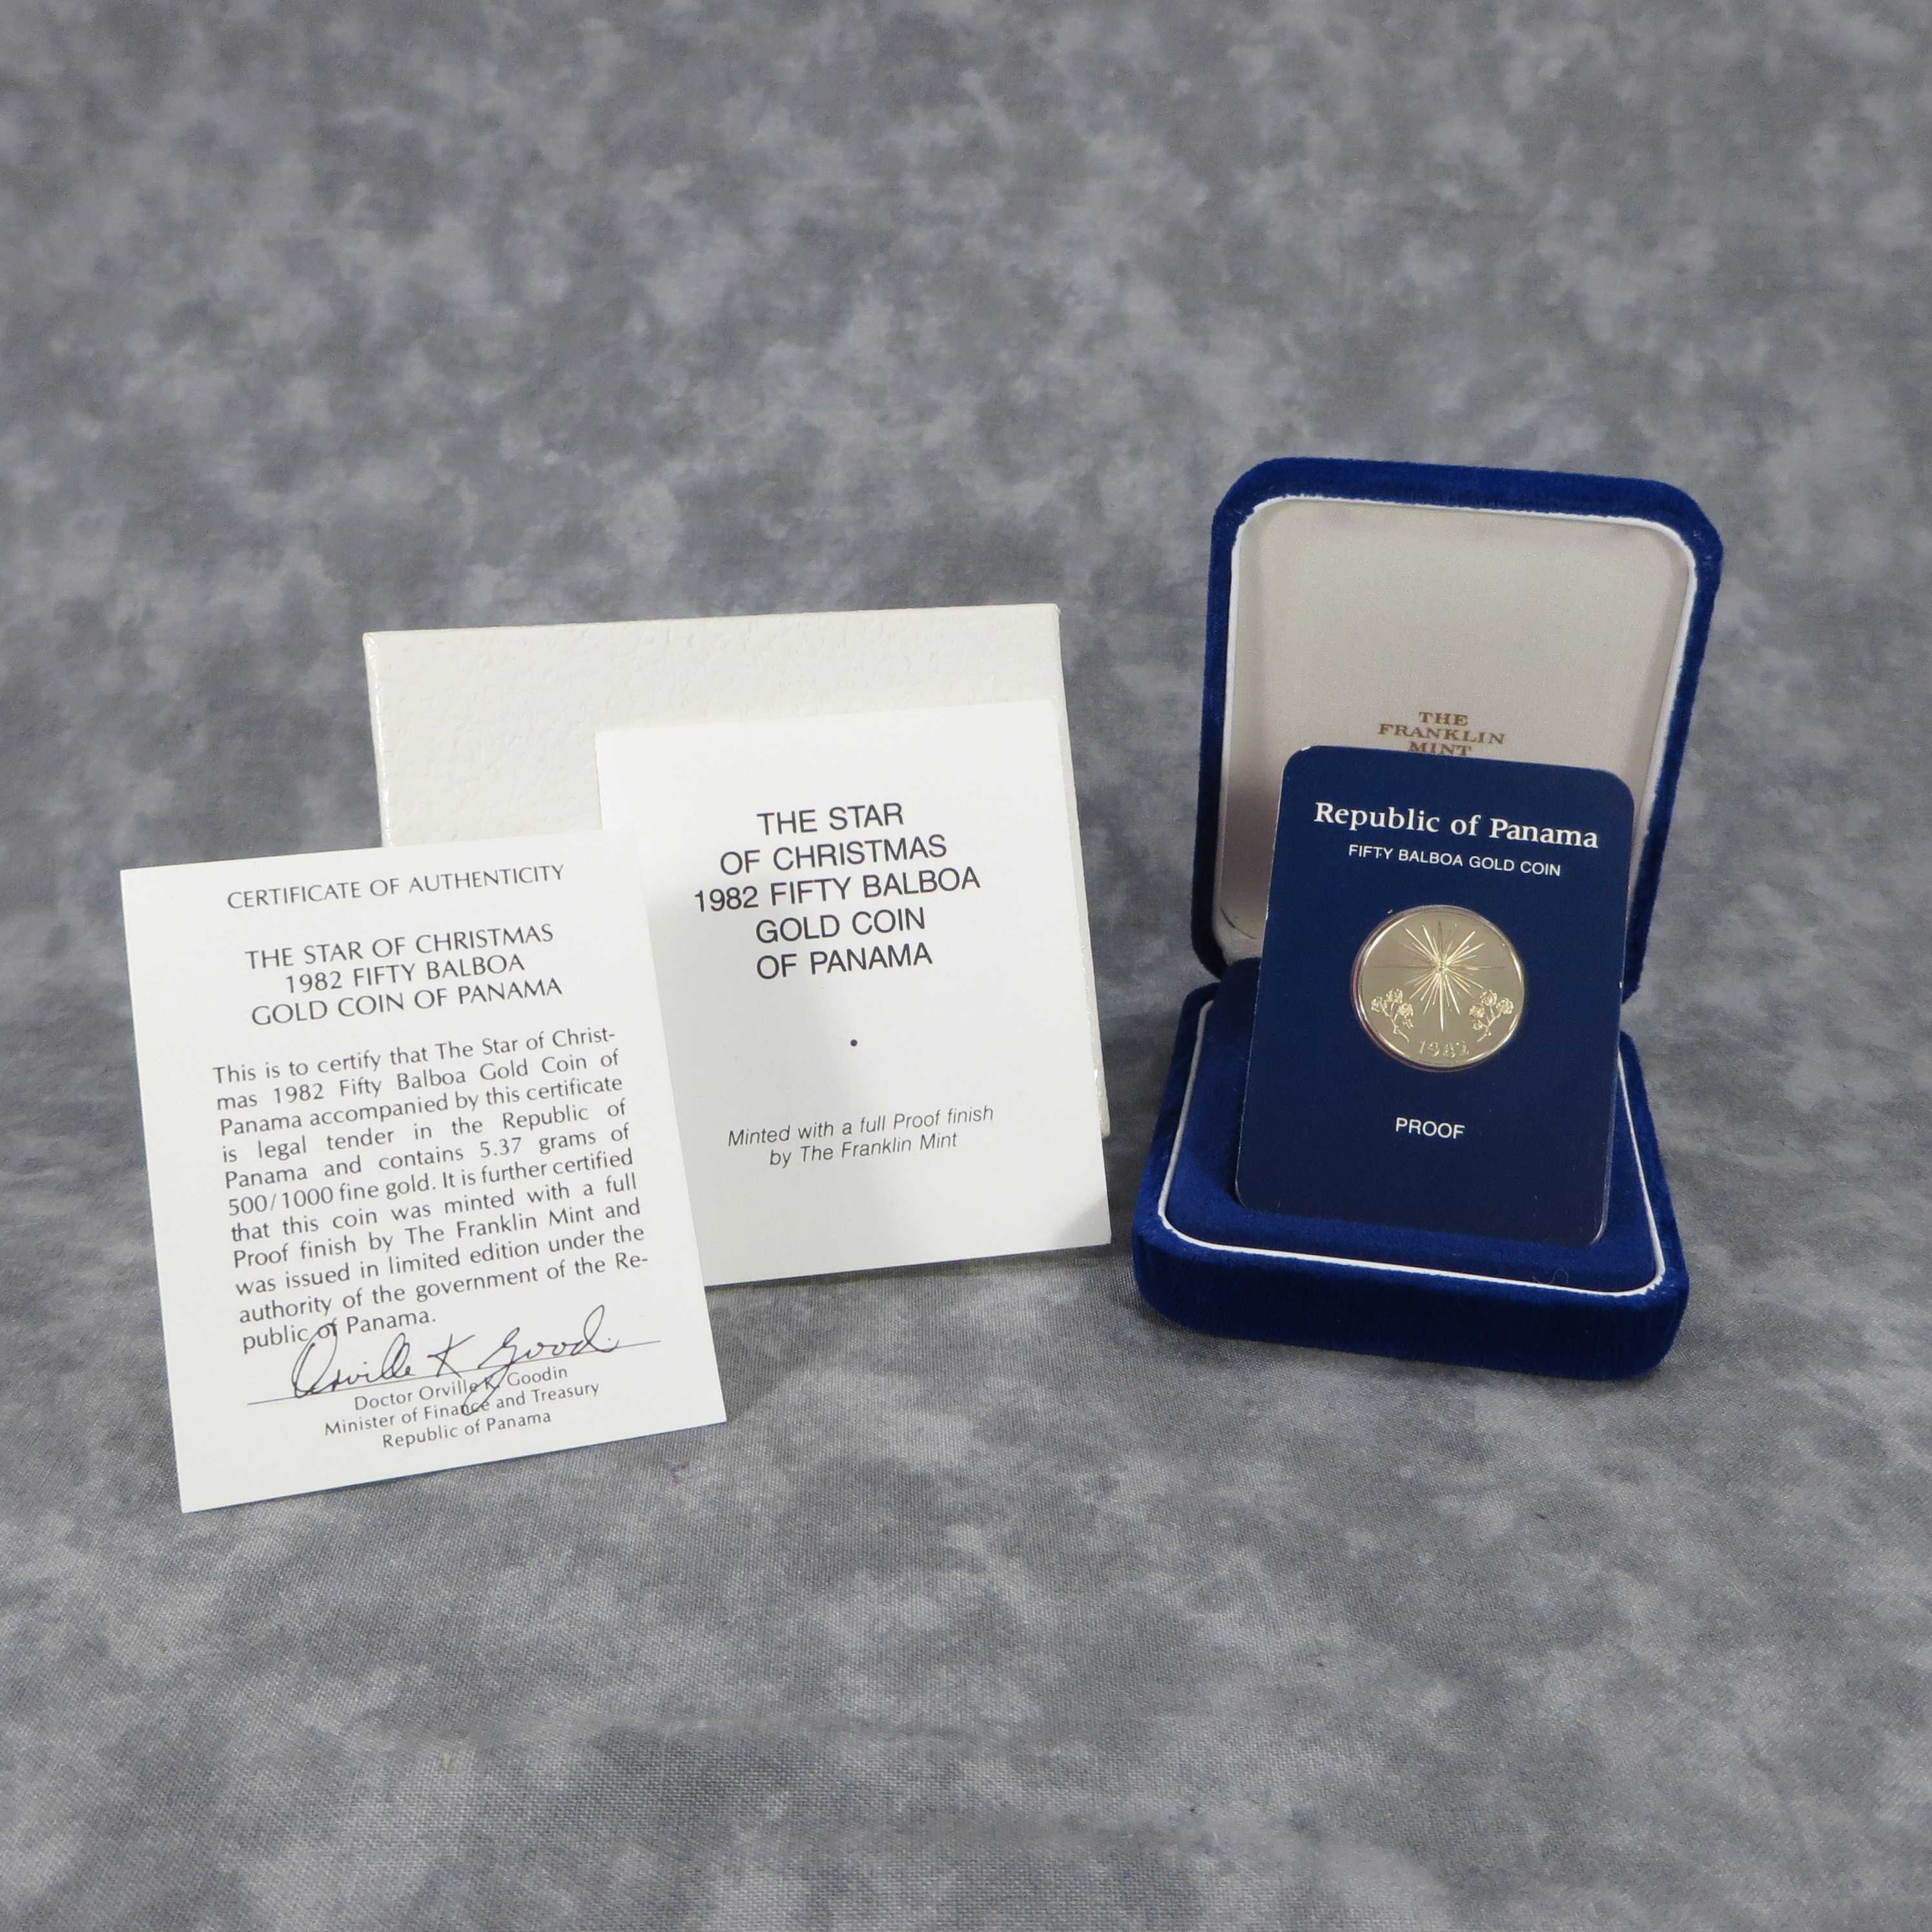 CERTIFICATE OF AUTHENTICITY
THE STAR OF CHRISTMAS
1982 FIFTY BALBOA
GOLD COIN OF PANAMA
This is to certify that The Star of Christ-
mas 1982 Fifty Balboa Gold Coin of
Panama accompanied by this certificate
is legal tender in the Republic of
Panama and contains 5.37 grams of
500/1000 fine gold. It is further certified
that this coin was minted with a full
Proof finish by The Franklin Mint and
was issued in limited edition under the
authority of the government of the Re-
public of Panama.
Orville K Goodin
Doctor Orville K. Goodin
Minister of Finance and Treasury
Republic of Panama
THE STAR
OF CHRISTMAS
1982 FIFTY BALBOA
GOLD COIN
OF PANAMA
•
Minted with a full Proof finish
by The Franklin Mint
THE
FRANKLIN
MINT
Republic of Panama
FIFTY BALBOA GOLD COIN
1982
PROOF